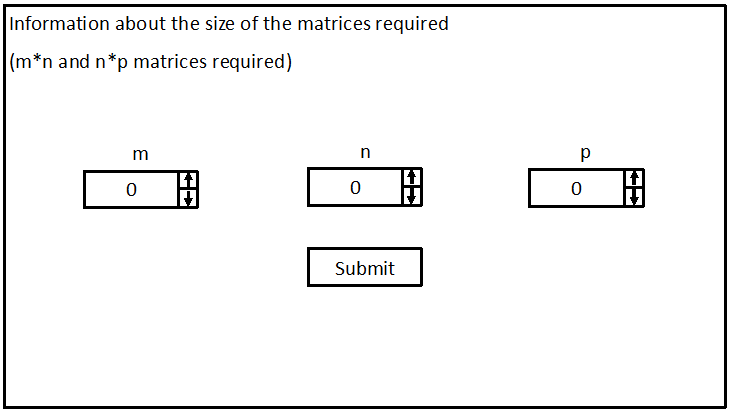 Information about the size of the matrices required
(m*n and n*p matrices required)
m n p
0 0 0
Submit